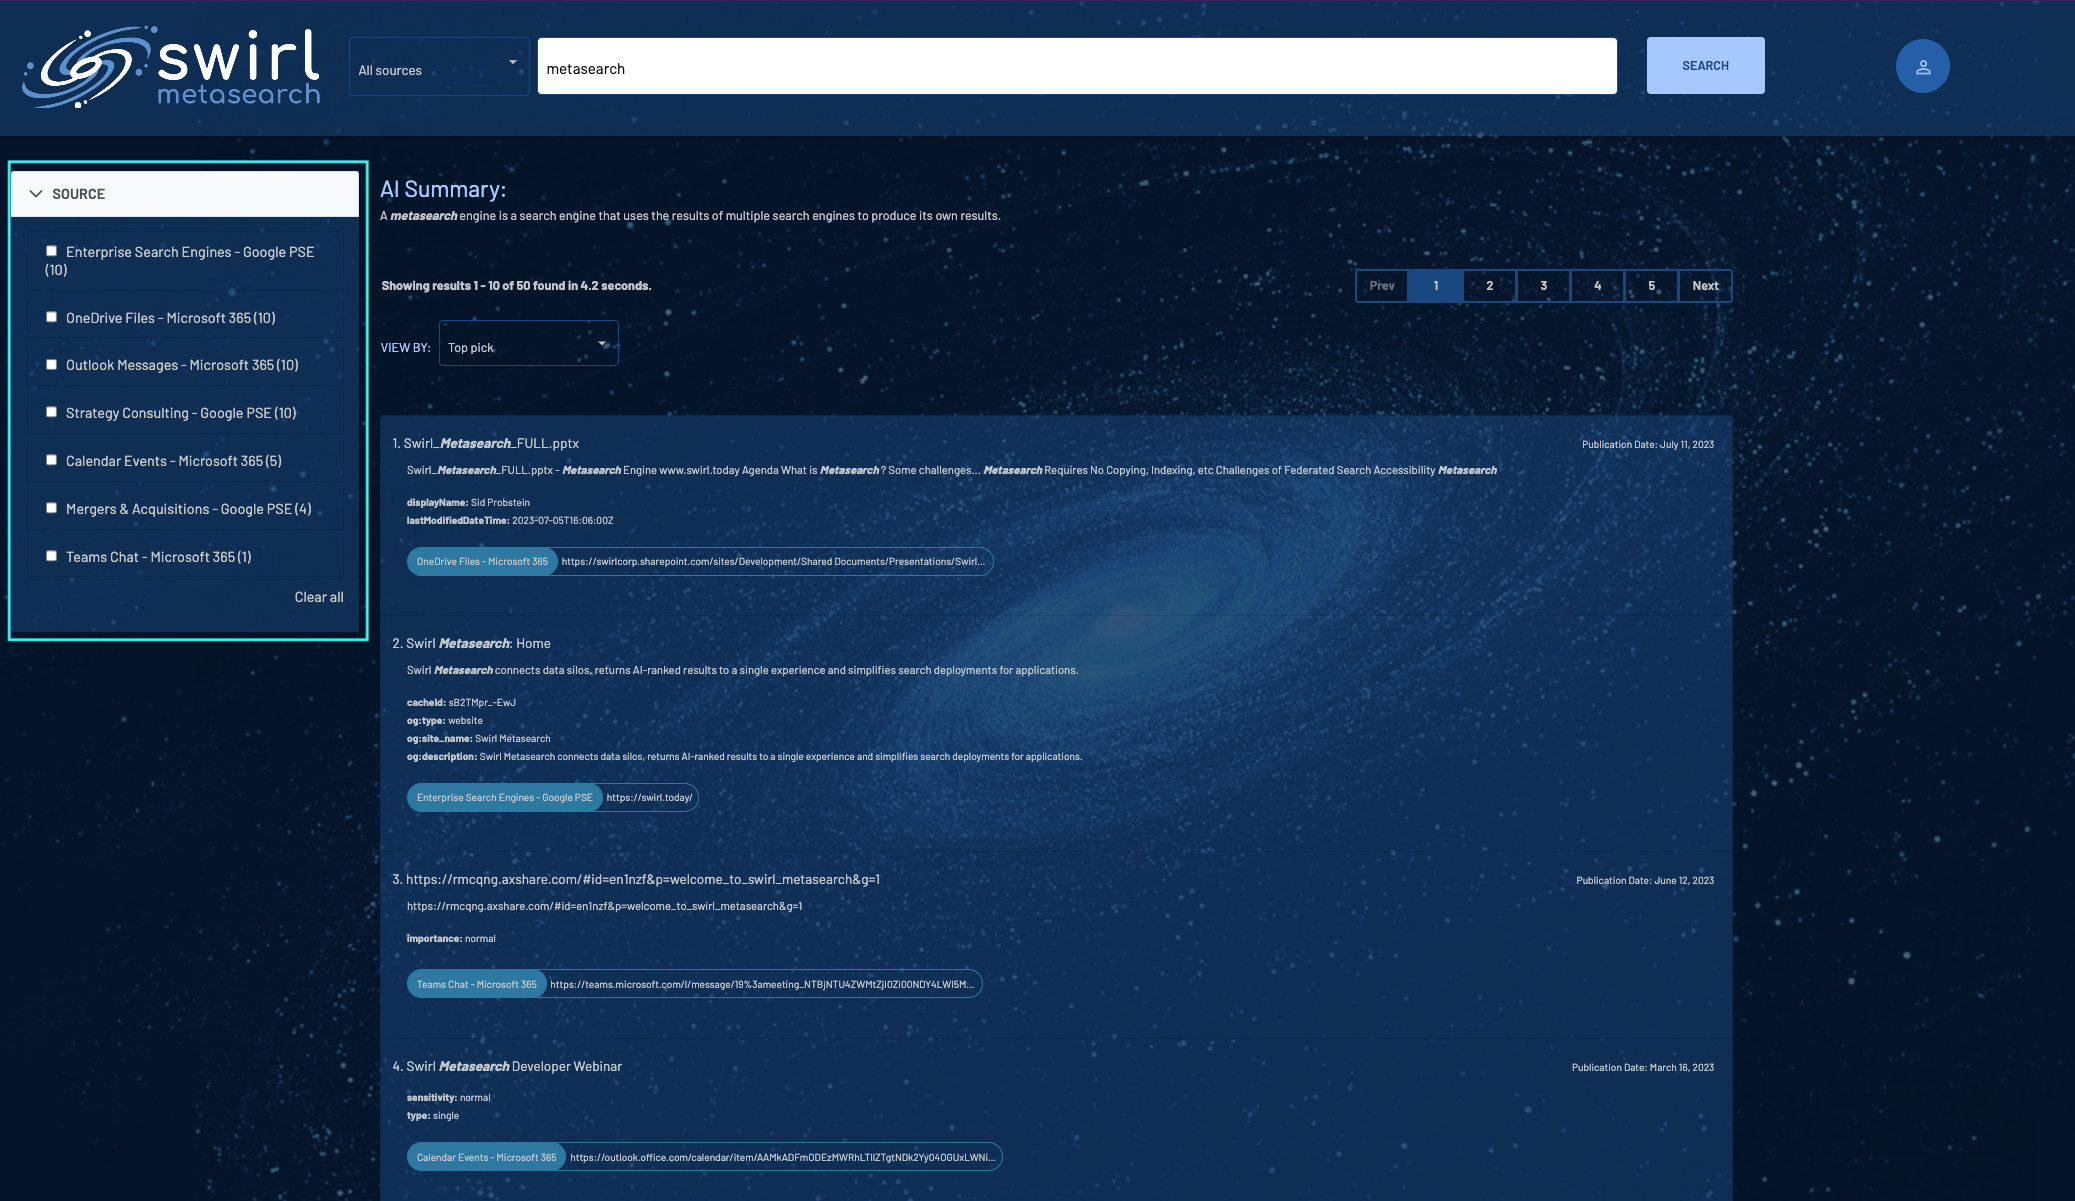 swirl
metasearch
All sources
metasearch
SEARCH
SOURCE
Enterprise Search Engines - Google PSE
(10)
OneDrive Files - Microsoft 365 (10)
Outlook Messages - Microsoft 365 (10)
Strategy Consulting - Google PSE (10)
Calendar Events - Microsoft 365 (5)
Mergers & Acquisitions - Google PSE (4)
Teams Chat - Microsoft 365 (1)
Clear all
AI Summary:
A metasearch engine is a search engine that uses the results of multiple search engines to produce its own results.
Showing results 1 - 10 of 50 found in 4.2 seconds.
Prev 1 2 3 4 5 Next
VIEW BY: Top pick
1. Swirl_Metasearch_FULL.pptx
Publication Date: July 11, 2023
Swirl_Metasearch_FULL.pptx - Metasearch Engine www.swirl.today Agenda What is Metasearch ? Some challenges... Metasearch Requires No Copying, Indexing, etc Challenges of Federated Search Accessibility Metasearch
displayName: Sid Probstein
lastModifiedDateTime: 2023-07-05T16:06:00Z
OneDrive Files - Microsoft 365 https://swirlcorp.sharepoint.com/sites/Development/Shared Documents/Presentations/Swirl...
2. Swirl Metasearch: Home
Swirl Metasearch connects data silos, returns AI-ranked results to a single experience and simplifies search deployments for applications.
cacheId: sB2TMpr_-EwJ
og:type: website
og:site_name: Swirl Metasearch
og:description: Swirl Metasearch connects data silos, returns AI-ranked results to a single experience and simplifies search deployments for applications.
Enterprise Search Engines - Google PSE https://swirl.today/
3. https://rmcqng.axshare.com/#id=en1nzf&p=welcome_to_swirl_metasearch&g=1
Publication Date: June 12, 2023
https://rmcqng.axshare.com/#id=en1nzf&p=welcome_to_swirl_metasearch&g=1
importance: normal
Teams Chat - Microsoft 365 https://teams.microsoft.com/l/message/19%3ameeting_NTBjNTU4ZWMtZjI0Zi00NDY4LWI5M...
4. Swirl Metasearch Developer Webinar
Publication Date: March 16, 2023
sensitivity: normal
type: single
Calendar Events - Microsoft 365 https://outlook.office.com/calendar/item/AAMkADFmODEzMWRhLTllZTgtNDk2Yy04OGUxLWNi...